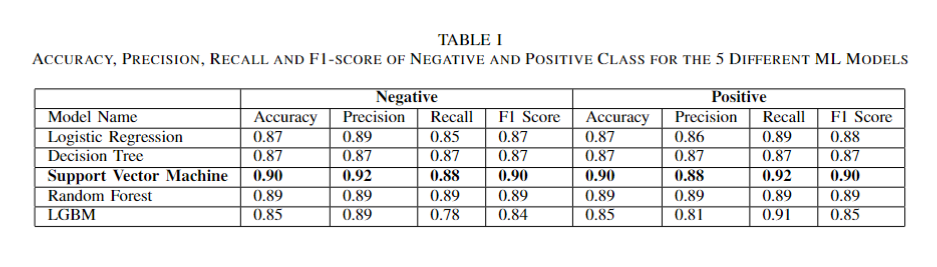 TABLE I
ACCURACY, PRECISION, RECALL AND F1-SCORE OF NEGATIVE AND POSITIVE CLASS FOR THE 5 DIFFERENT ML MODELS
Negative Positive
Model Name Accuracy Precision Recall F1 Score Accuracy Precision Recall F1 Score
Logistic Regression 0.87 0.89 0.85 0.87 0.87 0.86 0.89 0.88
Decision Tree 0.87 0.87 0.87 0.87 0.87 0.87 0.87 0.87
Support Vector Machine 0.90 0.92 0.88 0.90 0.90 0.88 0.92 0.90
Random Forest 0.89 0.89 0.89 0.89 0.89 0.89 0.89 0.89
LGBM 0.85 0.89 0.78 0.84 0.85 0.81 0.91 0.85